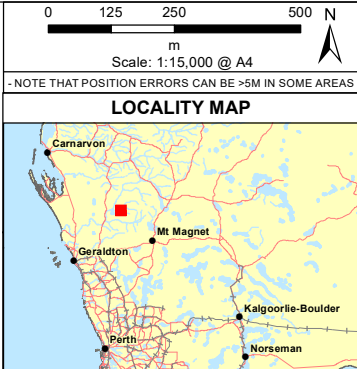 0 125 250 500 N
m
Scale: 1:15,000 @ A4
- NOTE THAT POSITION ERRORS CAN BE >5M IN SOME AREAS
LOCALITY MAP
Carnarvon
Mt Magnet
Geraldton
Kalgoorlie-Boulder
Perth
Norseman